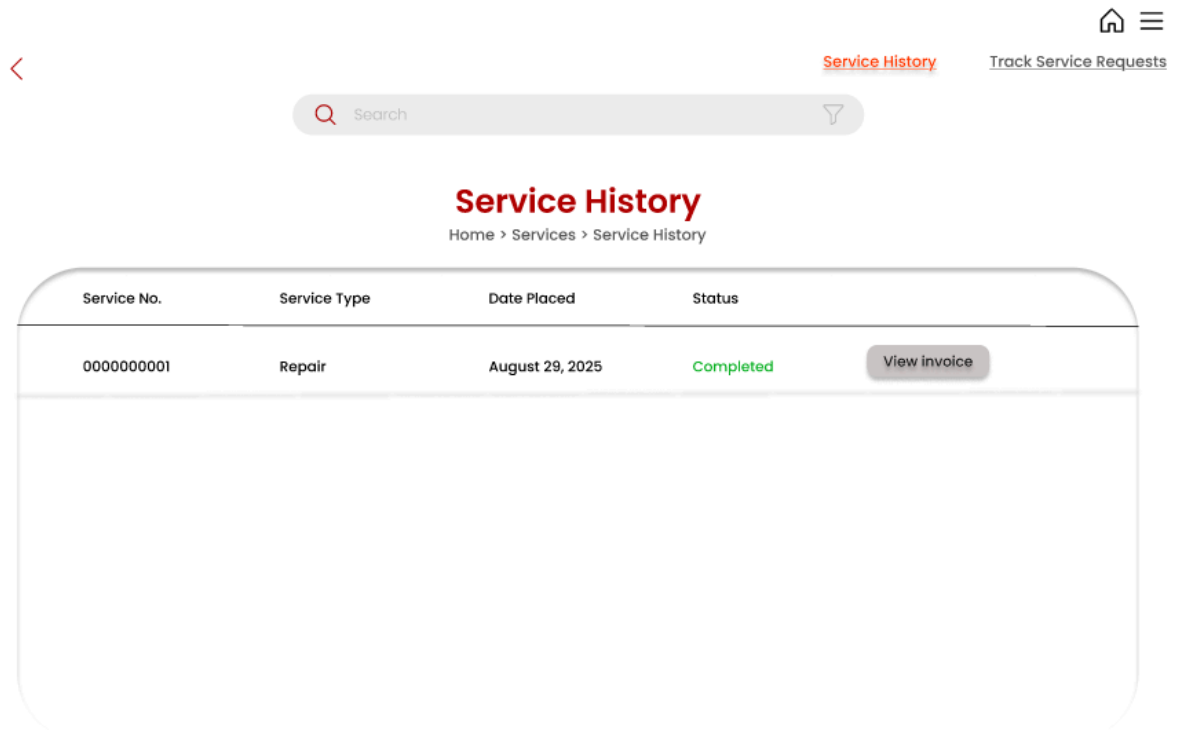 Service History Track Service Requests
Search
Service History
Home > Services > Service History
Service No. Service Type Date Placed Status
0000000001 Repair August 29, 2025 Completed View invoice